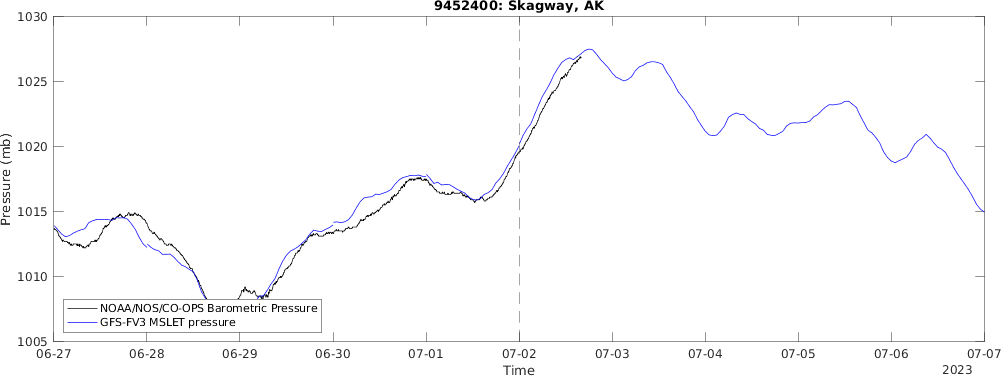 9452400: Skagway, AK
1030
1025
1020
1015
1010
1005
Pressure (mb)
NOAA/NOS/CO-OPS Barometric Pressure
GFS-FV3 MSLET pressure
06-27 06-28 06-29 06-30 07-01 07-02 07-03 07-04 07-05 07-06 07-07
Time
2023